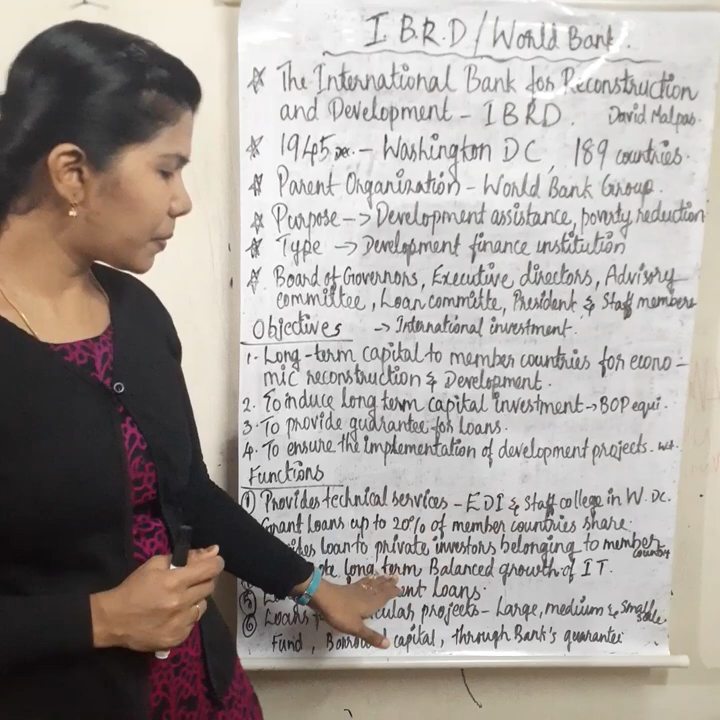 I.B.R.D/World Bank.
The International Bank for Reconstruction
and Development - IBRD. David Malpas.
1945 Dec. - Washington DC, 189 countries.
Parent Organization - World Bank Group.
Purpose -> Development assistance, poverty reduction
Type -> Development finance institution
Board of Governors, Executive directors, Advisory
committee, Loan committe, President & Staff members
Objectives -> International investment.
1. Long-term capital to member countries for econo-
mic reconstruction & Development.
2. To induce long term capital investment -> BOP equi.
3. To provide guarantee for loans.
4. To ensure the implementation of development projects.
Functions
① Provides technical services - EDI & Staff college in W. DC.
Grant Loans up to 20% of member countries share.
loan to private investors belonging to member
country
long term Balanced growth of IT.
⑤ Loans.
⑥ Loans projects - Large, medium & Small
scale
Fund, capital, through Bank's guarantee